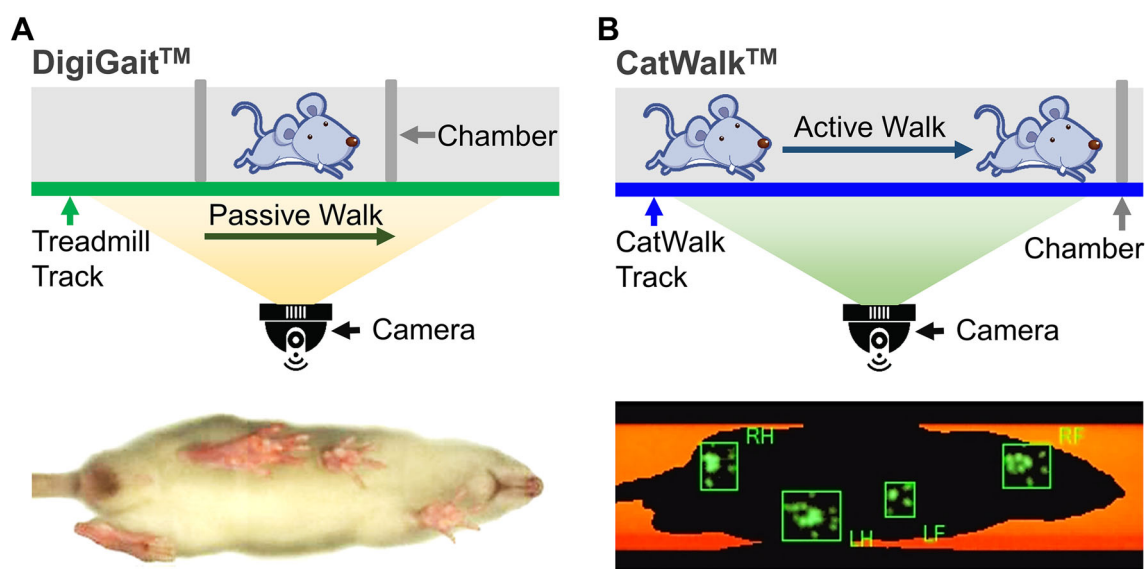 A
DigiGait™
Chamber
Passive Walk
Treadmill
Track
Camera
B
CatWalk™
Active Walk
CatWalk
Track
Chamber
Camera
RH
RF
LH
LF